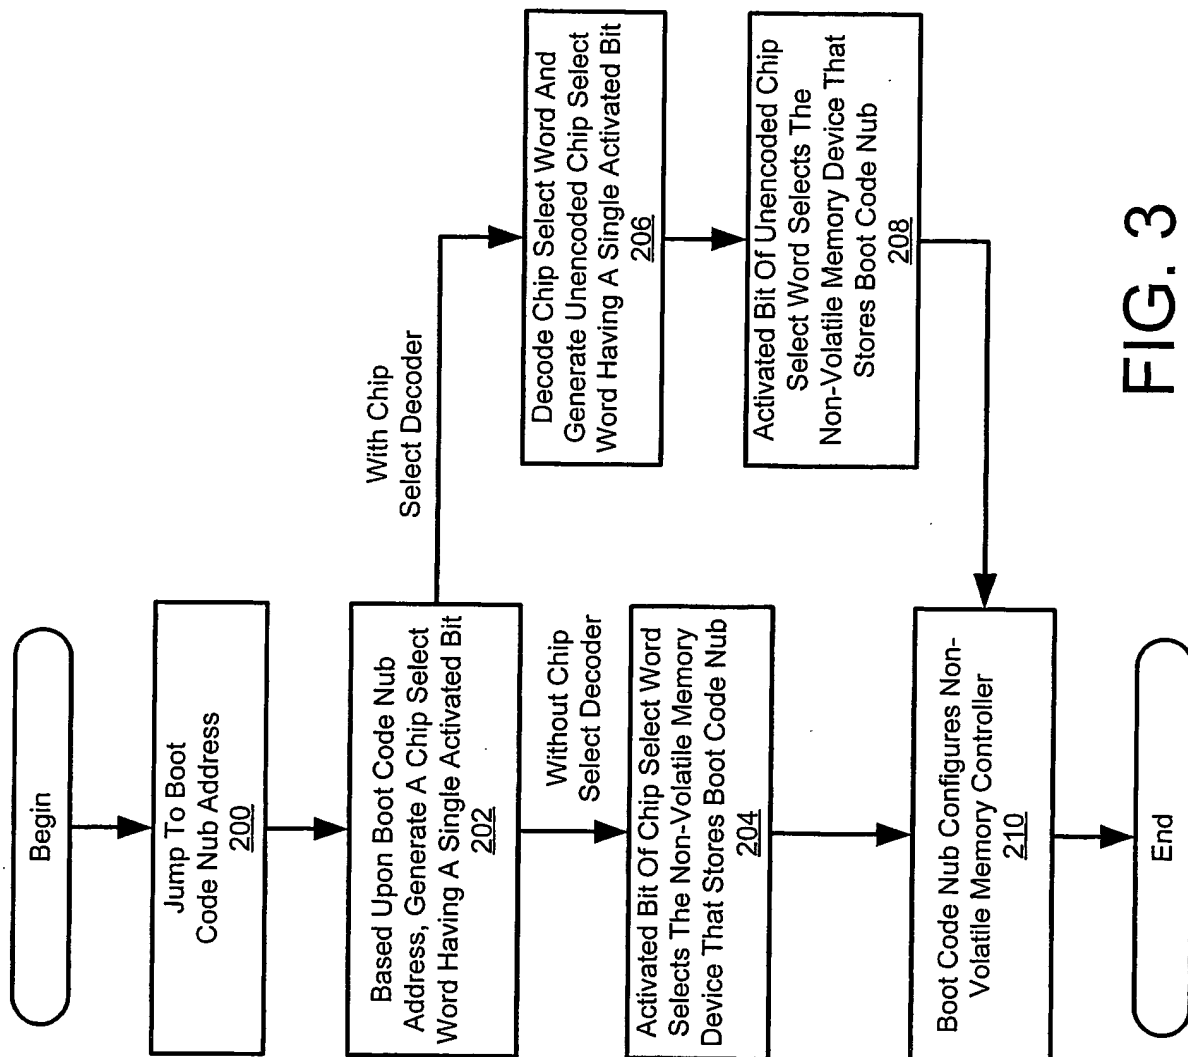 Begin
Jump To Boot
Code Nub Address
200
Based Upon Boot Code Nub
Address, Generate A Chip Select
Word Having A Single Activated Bit
202
With Chip
Select Decoder
Without Chip
Select Decoder
Decode Chip Select Word And
Generate Unencoded Chip Select
Word Having A Single Activated Bit
206
Activated Bit Of Chip Select Word
Selects The Non-Volatile Memory
Device That Stores Boot Code Nub
204
Activated Bit Of Unencoded Chip
Select Word Selects The
Non-Volatile Memory Device That
Stores Boot Code Nub
208
Boot Code Nub Configures Non-
Volatile Memory Controller
210
End
FIG. 3